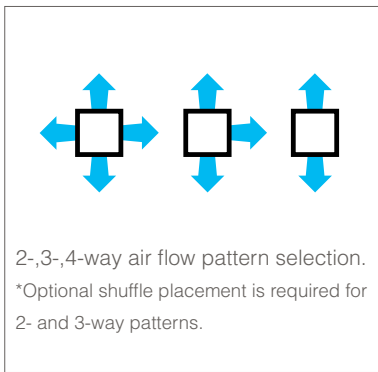 2-,3-,4-way air flow pattern selection.
*Optional shuffle placement is required for
2- and 3-way patterns.